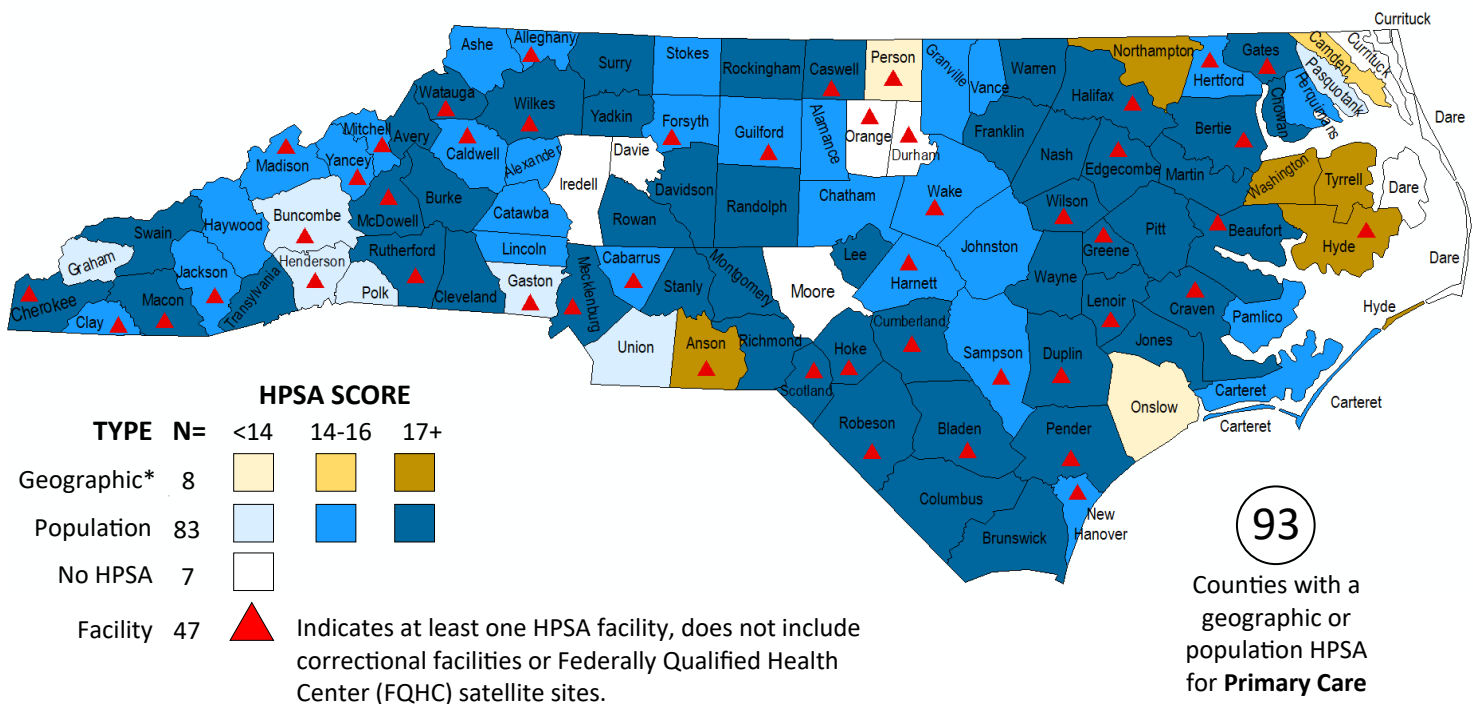 Currituck
Ashe
Alleghany
Surry
Stokes
Rockingham
Caswell
Person
Granville
Vance
Warren
Northampton
Hertford
Gates
Camden
Currituck
Pasquotank
Perquimans
Chowan
Dare
Watauga
Wilkes
Yadkin
Forsyth
Guilford
Alamance
Orange
Durham
Franklin
Halifax
Bertie
Mitchell
Avery
Madison
Yancey
Caldwell
Alexander
Davie
Iredell
Davidson
Randolph
Chatham
Wake
Nash
Edgecombe
Martin
Washington
Tyrrell
Dare
Burke
McDowell
Catawba
Rowan
Buncombe
Haywood
Swain
Graham
Lincoln
Rutherford
Henderson
Jackson
Cherokee
Clay
Macon
Transylvania
Polk
Cleveland
Gaston
Mecklenburg
Cabarrus
Stanly
Montgomery
Moore
Lee
Harnett
Johnston
Wilson
Greene
Wayne
Pitt
Beaufort
Hyde
Dare
Hyde
Lenoir
Craven
Pamlico
Jones
Union
Anson
Richmond
Scotland
Hoke
Cumberland
Sampson
Duplin
Onslow
Carteret
Carteret
Carteret
Robeson
Bladen
Pender
Columbus
Brunswick
New
Hanover
HPSA SCORE
TYPE N= <14 14-16 17+
Geographic* 8
Population 83
No HPSA 7
Facility 47
Indicates at least one HPSA facility, does not include
correctional facilities or Federally Qualified Health
Center (FQHC) satellite sites.
93
Counties with a
geographic or
population HPSA
for Primary Care